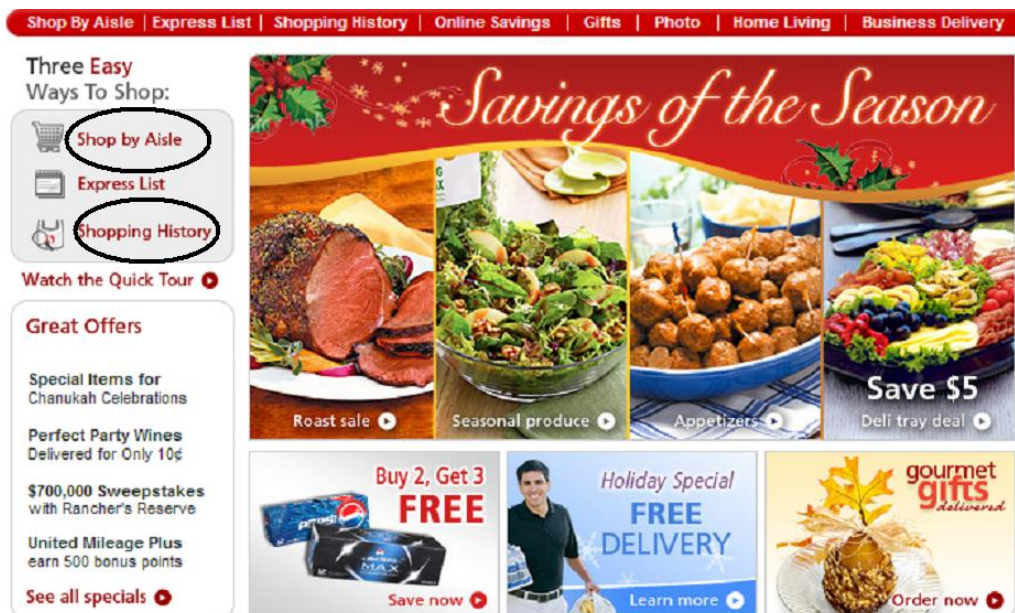 Shop By Aisle | Express List | Shopping History | Online Savings | Gifts | Photo | Home Living | Business Delivery
Three Easy
Ways To Shop:
Shop by Aisle
Express List
Shopping History
Watch the Quick Tour
Great Offers
Special Items for
Chanukah Celebrations
Perfect Party Wines
Delivered for Only 10¢
$700,000 Sweepstakes
with Rancher's Reserve
United Mileage Plus
earn 500 bonus points
See all specials
Savings of the Season
Roast sale
Seasonal produce
Appetizers
Save $5
Deli tray deal
Buy 2, Get 3
FREE
PEPSI
MAX
Save now
Holiday Special
FREE
DELIVERY
Learn more
gourmet
gifts
delivered
Order now